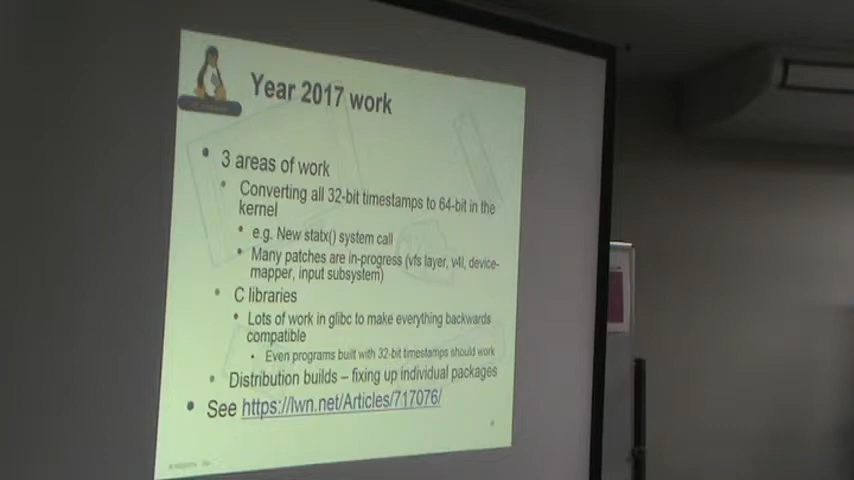 Year 2017 work
• 3 areas of work
• Converting all 32-bit timestamps to 64-bit in the
kernel
• e.g. New statx() system call
• Many patches are in-progress (vfs layer, v4l, device-
mapper, input subsystem)
• C libraries
• Lots of work in glibc to make everything backwards
compatible
• Even programs built with 32-bit timestamps should work
• Distribution builds – fixing up individual packages
• See https://lwn.net/Articles/717076/